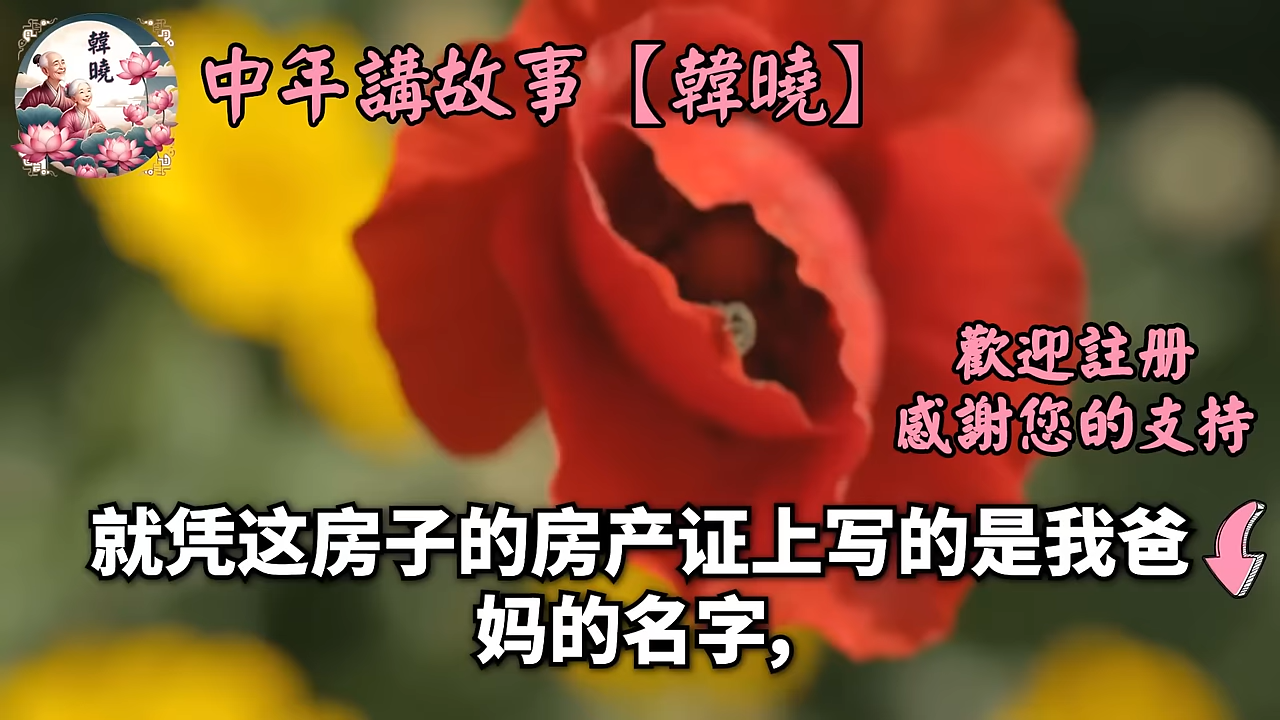 韓曉
中年講故事【韓曉】
歡迎註册
感謝您的支持
就凭这房子的房产证上写的是我爸
妈的名字,